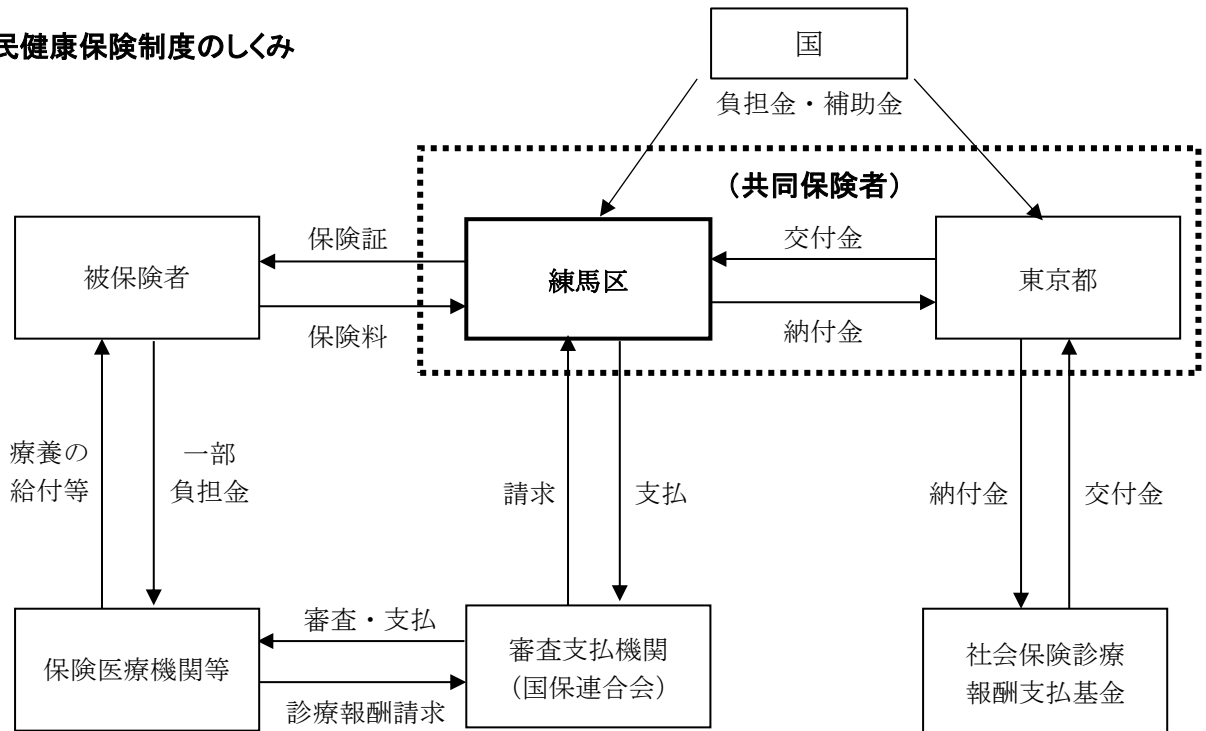 民健康保険制度のしくみ
国
負担金・補助金
（共同保険者）
被保険者
保険証
保険料
練馬区
交付金
納付金
東京都
療養の
給付等
一部
負担金
請求
支払
納付金
交付金
保険医療機関等
審査・支払
診療報酬請求
審査支払機関
（国保連合会）
社会保険診療
報酬支払基金